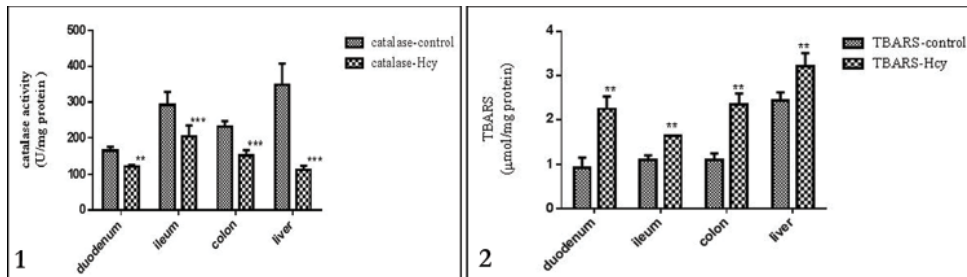 500
400
300
200
100
0
catalase activity
(U/mg protein )
**
***
***
***
duodenum
ileum
colon
liver
catalase-control
catalase-Hcy
1
4
3
2
1
0
TBARS
(μmol/mg protein)
**
**
**
**
duodenum
ileum
colon
liver
TBARS-control
TBARS-Hcy
2